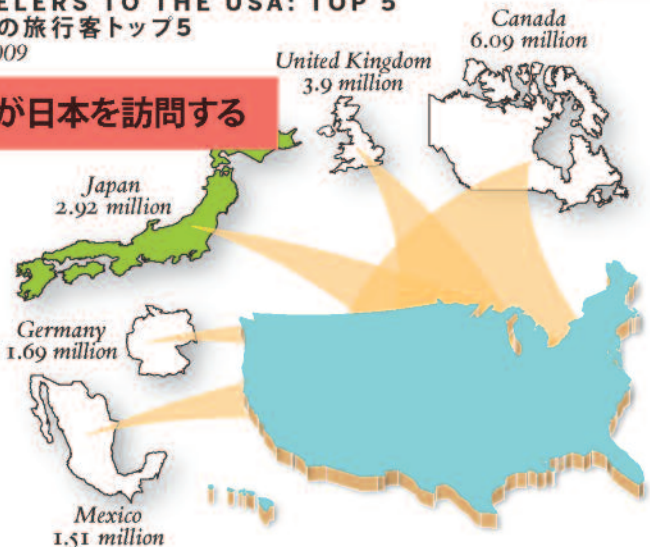 ELERS TO THE USA: TOP 5
の旅行客トップ5
009
が日本を訪問する
Canada
6.09 million
United Kingdom
3.9 million
Japan
2.92 million
Germany
1.69 million
Mexico
1.51 million